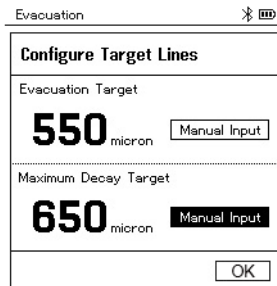 Evacuation
Configure Target Lines
Evacuation Target
550 micron Manual Input
Maximum Decay Target
650 micron Manual Input
OK